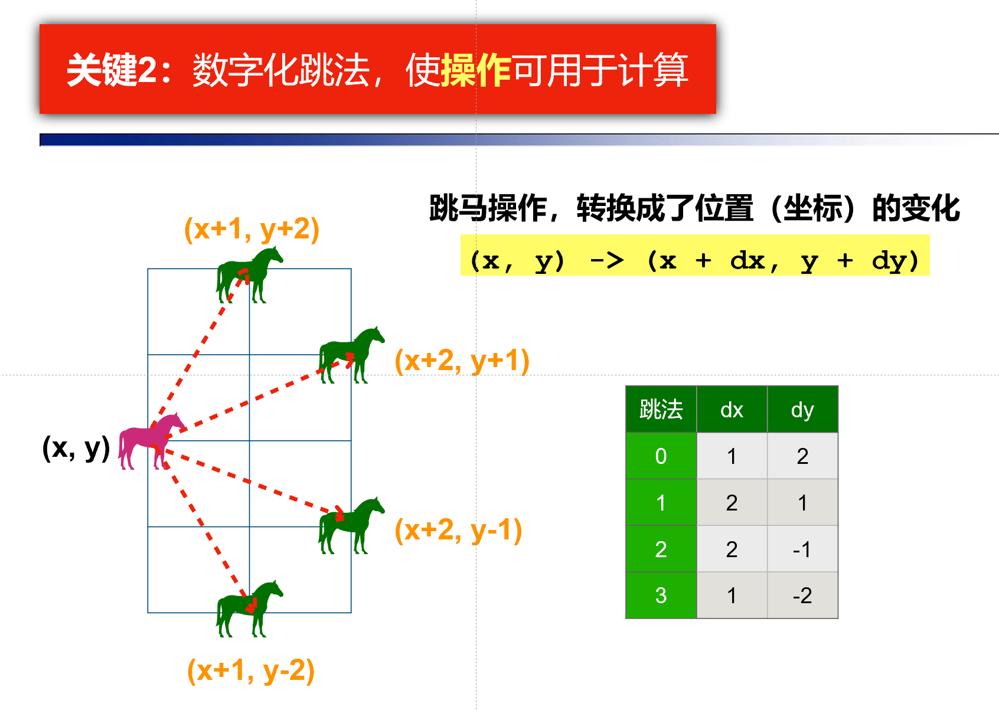 关键2：数字化跳法，使操作可用于计算
跳马操作，转换成了位置（坐标）的变化
(x, y) -> (x + dx, y + dy)
(x+1, y+2)
(x+2, y+1)
(x, y)
(x+2, y-1)
(x+1, y-2)
跳法 dx dy
0 1 2
1 2 1
2 2 -1
3 1 -2